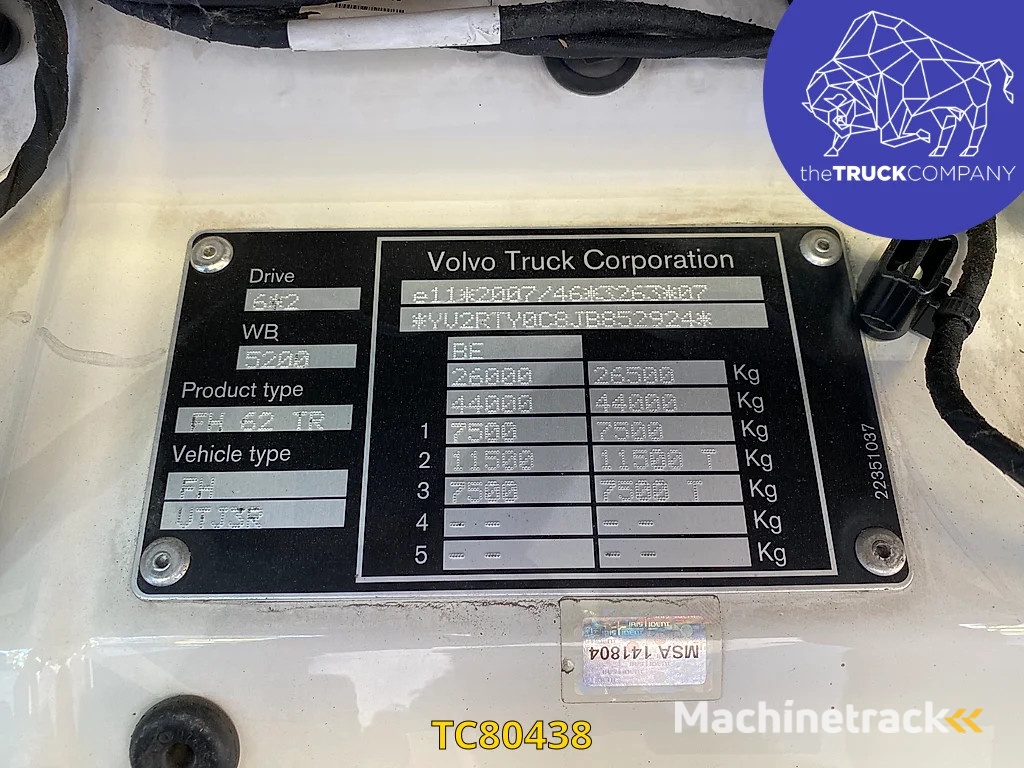 theTRUCKCOMPANY
Volvo Truck Corporation
e11*2007/46*3263*07
*YV2RTY0C8JB852924*
Drive
6X2
WB
5200
Product type
FH 62 TR
Vehicle type
FH
VTJ3R
BE
26000 26500 Kg
44000 44000 Kg
1 7500 7500 Kg
2 11500 11500 T Kg
3 7500 7500 T Kg
4 -- -- -- -- Kg
5 -- -- -- -- Kg
22351037
MSA 141804
Machinetrack
TC80438